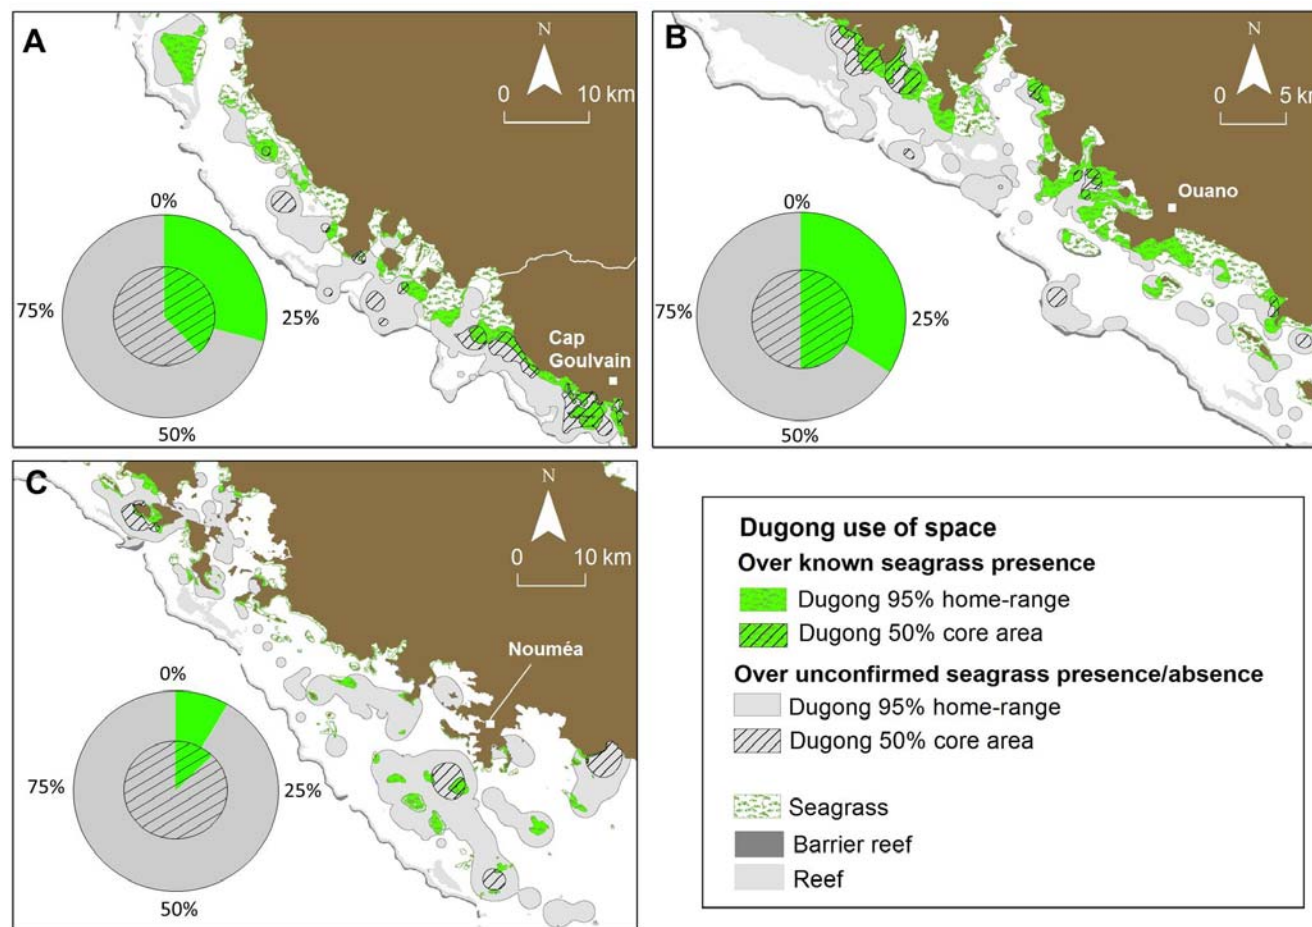 A
N
0 10 km
0%
75%
25%
50%
Cap
Goulvain
B
N
0 5 k
Ouano
0%
75%
25%
50%
C
N
0 10 km
Nouméa
0%
75%
25%
50%
Dugong use of space
Over known seagrass presence
Dugong 95% home-range
Dugong 50% core area
Over unconfirmed seagrass presence/absence
Dugong 95% home-range
Dugong 50% core area
Seagrass
Barrier reef
Reef